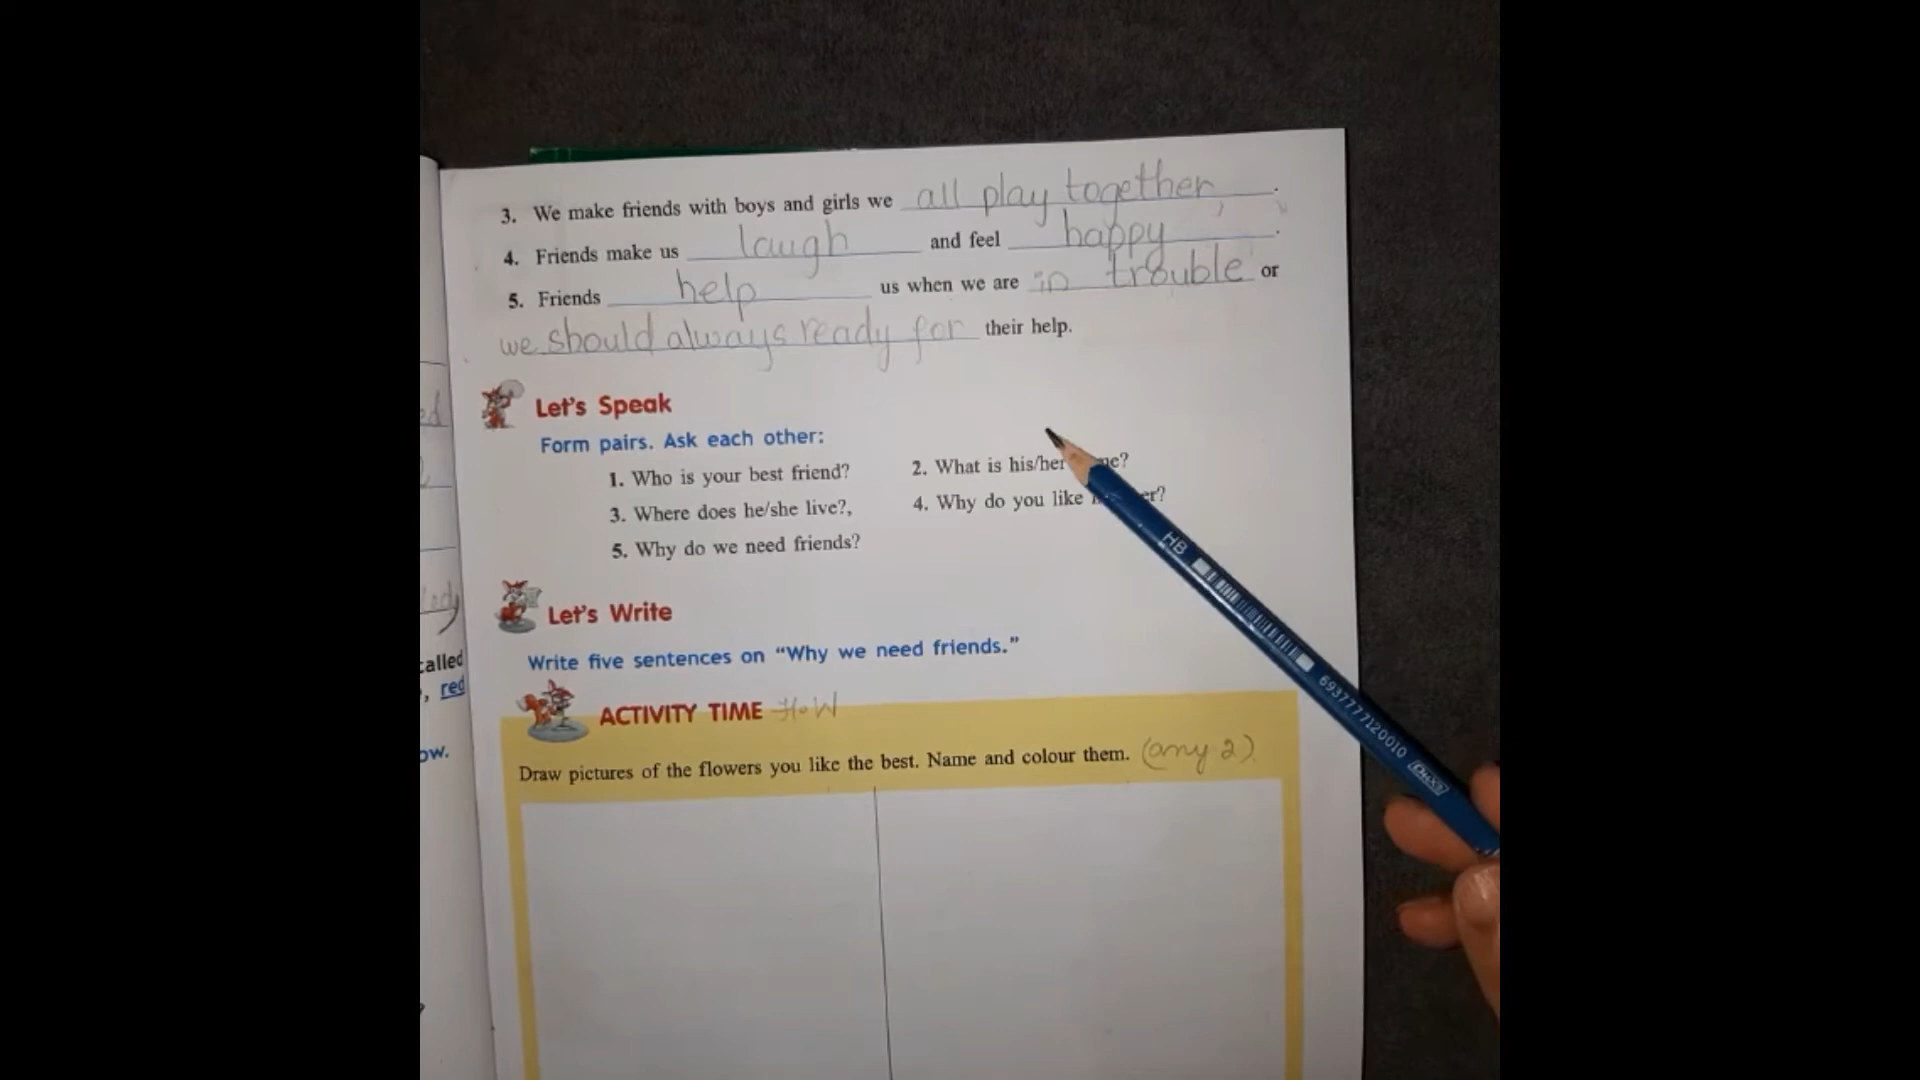 3. We make friends with boys and girls we all play together.
4. Friends make us laugh and feel happy.
5. Friends help us when we are in trouble or
we should always ready for their help.
Let's Speak
Form pairs. Ask each other:
1. Who is your best friend? 2. What is his/her
3. Where does he/she live?, 4. Why do you like
5. Why do we need friends?
Let's Write
Write five sentences on “Why we need friends.”
ACTIVITY TIME H.W
Draw pictures of the flowers you like the best. Name and colour them. (any 2)
called
, red
ow.
HB
6937777120010